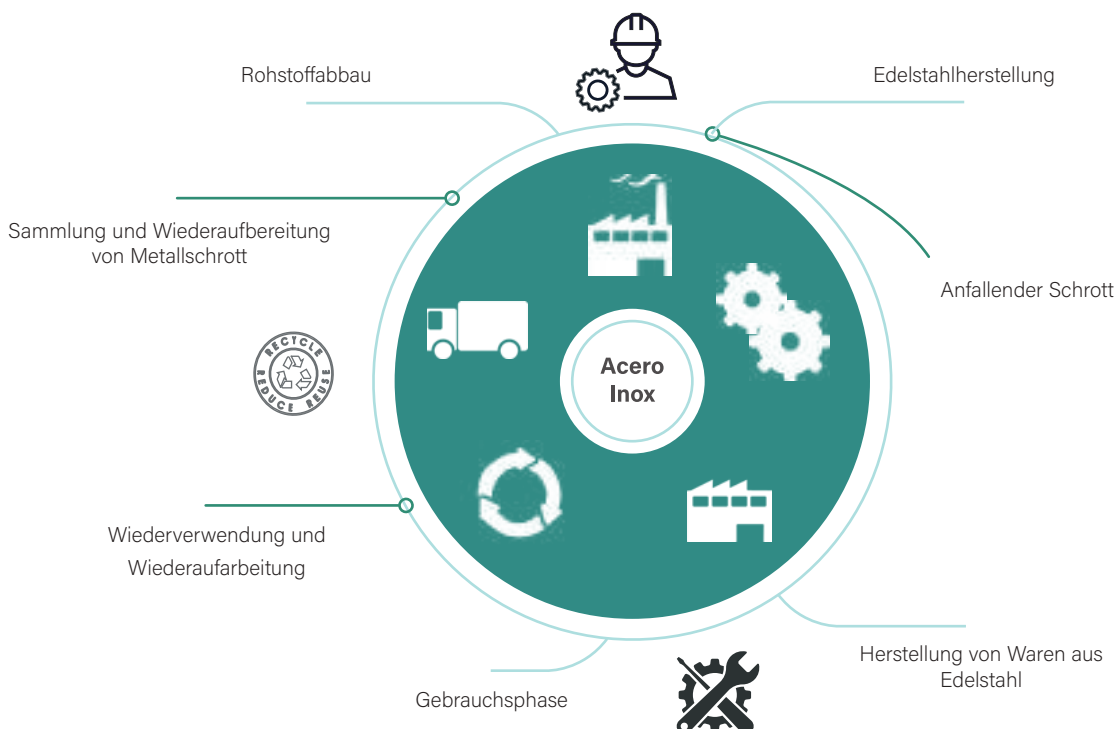 Rohstoffabbau
Edelstahlherstellung
Sammlung und Wiederaufbereitung
von Metallschrott
Anfallender Schrott
Acero
Inox
RECYCLE
REDUCE REUSE
Wiederverwendung und
Wiederaufarbeitung
Herstellung von Waren aus
Edelstahl
Gebrauchsphase